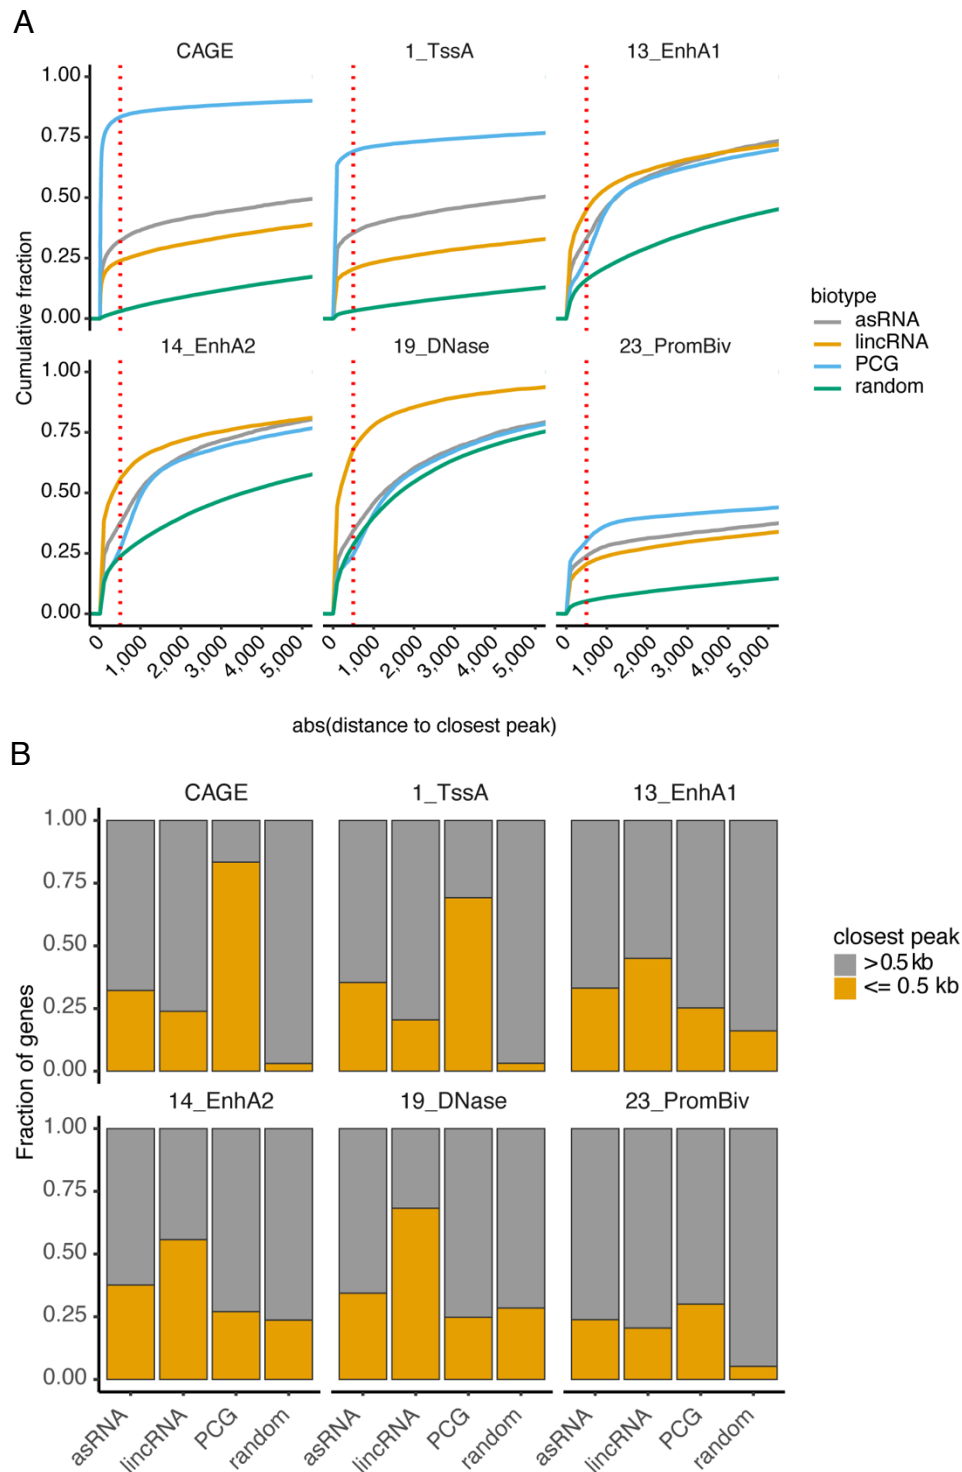 A
CAGE 1_TssA 13_EnhA1
1.00
0.75
0.50
0.25
0.00
Cumulative fraction
14_EnhA2 19_DNase 23_PromBiv
1.00
0.75
0.50
0.25
0.00
0 1,000 2,000 3,000 4,000 5,000 0 1,000 2,000 3,000 4,000 5,000 0 1,000 2,000 3,000 4,000 5,000
abs(distance to closest peak)
biotype
asRNA
lincRNA
PCG
random
B
CAGE 1_TssA 13_EnhA1
1.00
0.75
0.50
0.25
0.00
Fraction of genes
14_EnhA2 19_DNase 23_PromBiv
1.00
0.75
0.50
0.25
0.00
asRNA lincRNA PCG random asRNA lincRNA PCG random asRNA lincRNA PCG random
closest peak
>0.5 kb
<= 0.5 kb